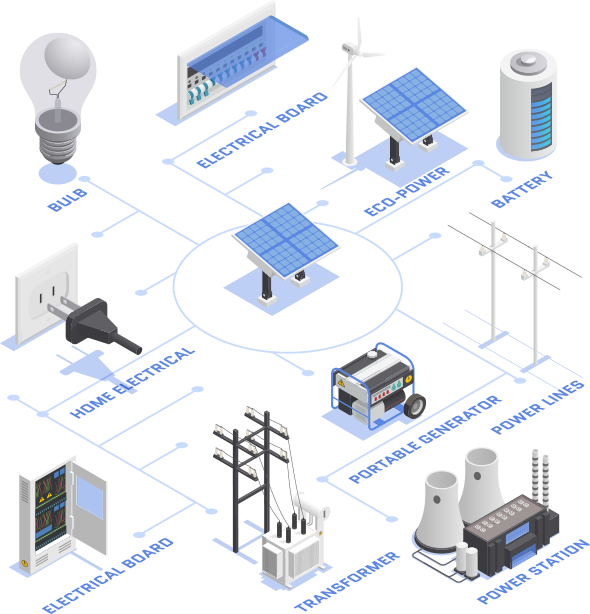 ELECTRICAL BOARD
ECO-POWER
BATTERY
BULB
HOME ELECTRICAL
PORTABLE GENERATOR
POWER LINES
ELECTRICAL BOARD
TRANSFORMER
POWER STATION